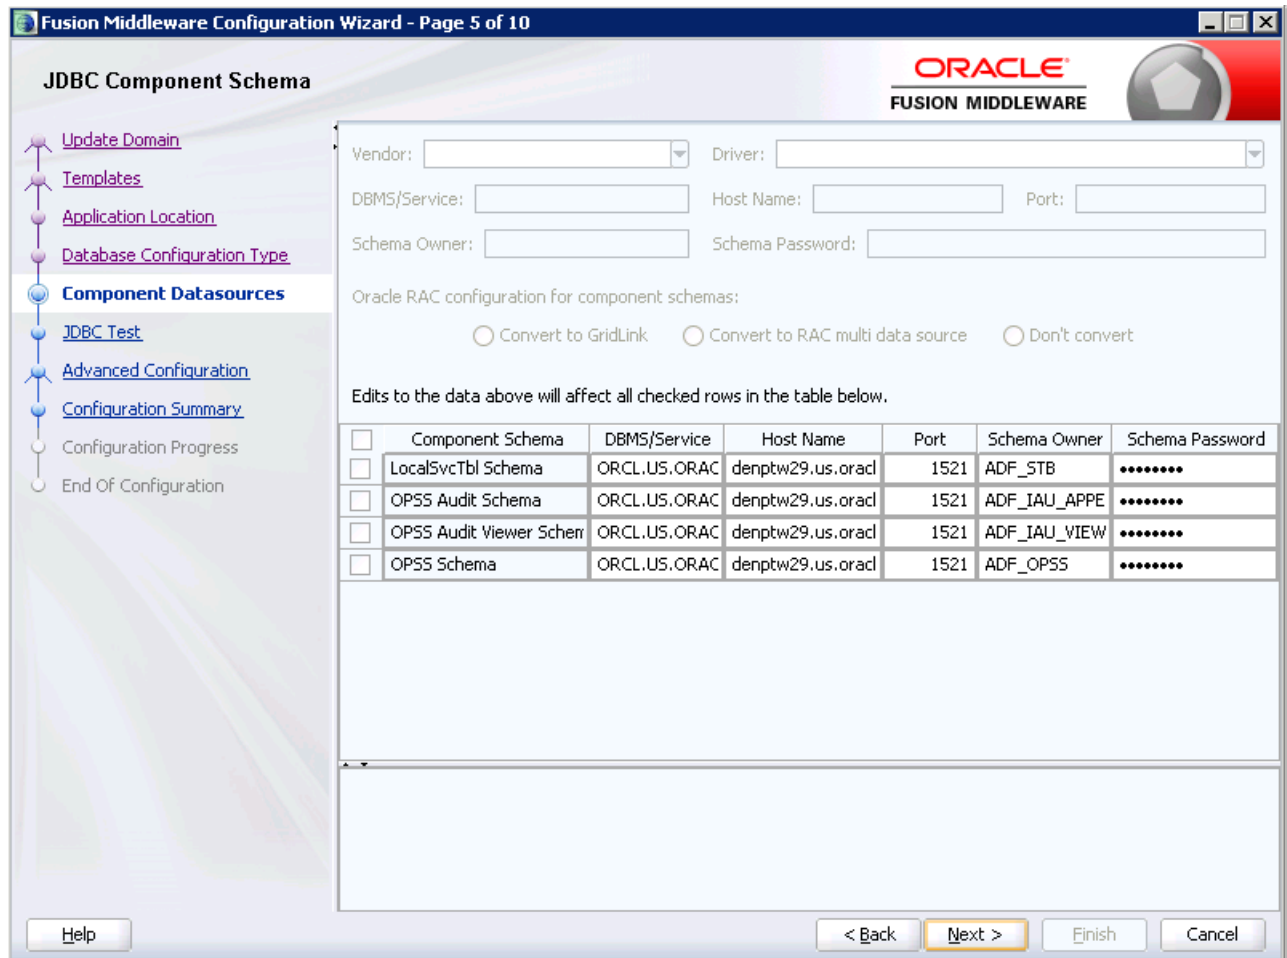 Fusion Middleware Configuration Wizard - Page 5 of 10
JDBC Component Schema
ORACLE
FUSION MIDDLEWARE
Update Domain
Templates
Application Location
Database Configuration Type
Component Datasources
JDBC Test
Advanced Configuration
Configuration Summary
Configuration Progress
End Of Configuration
Vendor: Driver:
DBMS/Service: Host Name: Port:
Schema Owner: Schema Password:
Oracle RAC configuration for component schemas:
Convert to GridLink Convert to RAC multi data source Don't convert
Edits to the data above will affect all checked rows in the table below.
Component Schema DBMS/Service Host Name Port Schema Owner Schema Password
LocalSvcTbl Schema ORCL.US.ORAC denptw29.us.oracl 1521 ADF_STB ••••••••
OPSS Audit Schema ORCL.US.ORAC denptw29.us.oracl 1521 ADF_IAU_APPE ••••••••
OPSS Audit Viewer Schem ORCL.US.ORAC denptw29.us.oracl 1521 ADF_IAU_VIEW ••••••••
OPSS Schema ORCL.US.ORAC denptw29.us.oracl 1521 ADF_OPSS ••••••••
Help < Back Next > Finish Cancel